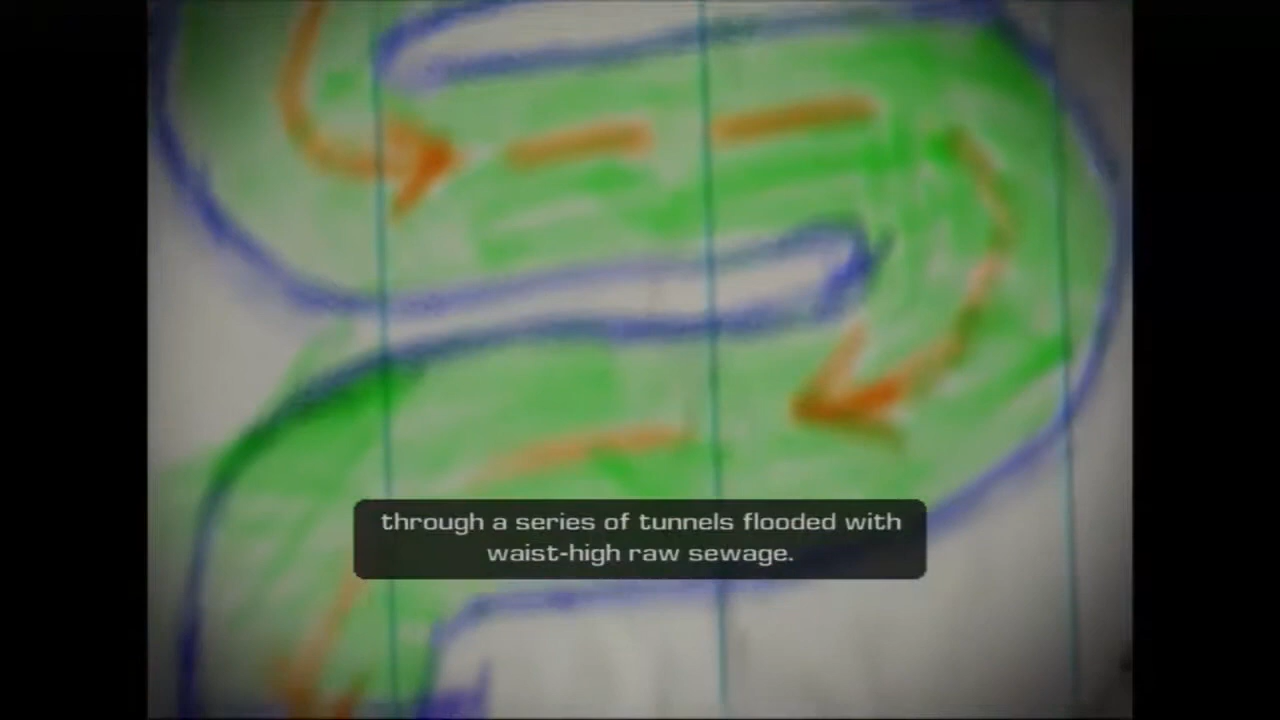 through a series of tunnels flooded with
waist-high raw sewage.